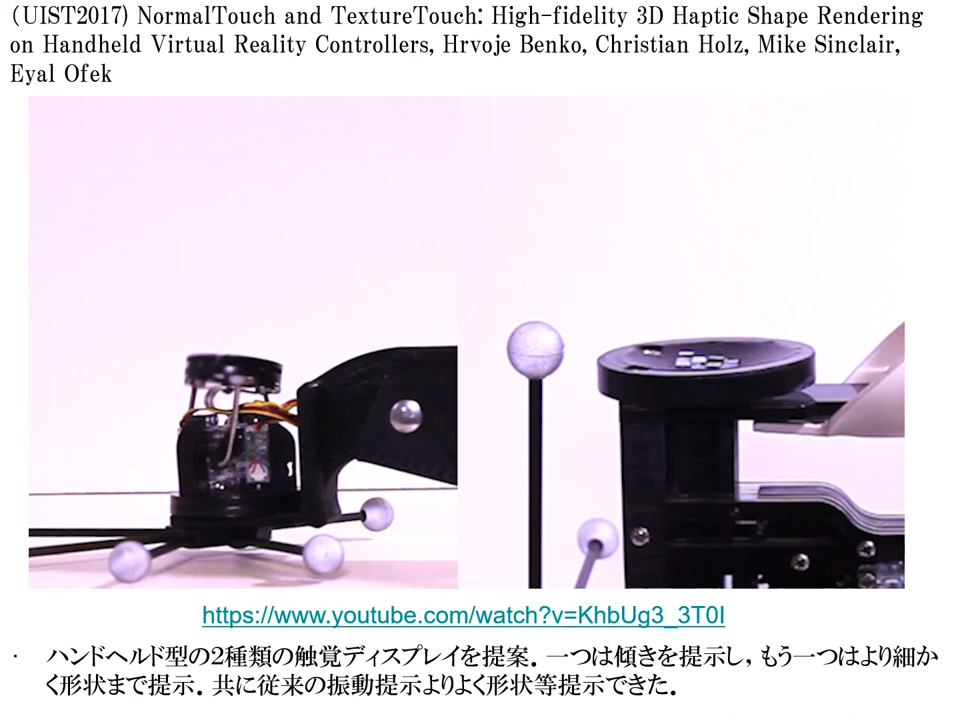 (UIST2017) NormalTouch and TextureTouch: High-fidelity 3D Haptic Shape Rendering
on Handheld Virtual Reality Controllers, Hrvoje Benko, Christian Holz, Mike Sinclair,
Eyal Ofek
https://www.youtube.com/watch?v=KhbUg3_3T0I
・ ハンドヘルド型の2種類の触覚ディスプレイを提案．一つは傾きを提示し，もう一つはより細か
く形状まで提示．共に従来の振動提示よりよく形状等提示できた．